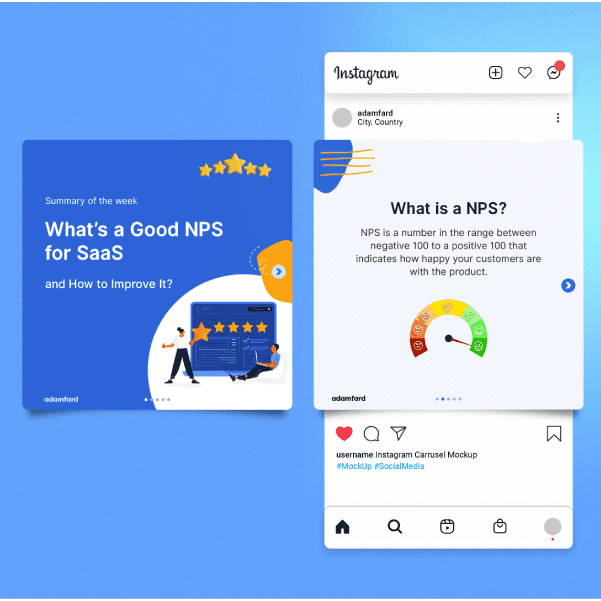 Instagram
adamfard
City, Country
Summary of the week
What's a Good NPS
for SaaS
and How to Improve It?
adamfard
What is a NPS?
NPS is a number in the range between
negative 100 to a positive 100 that
indicates how happy your customers are
with the product.
adamfard
username Instagram Carrusel Mockup
#MockUp #SocialMedia